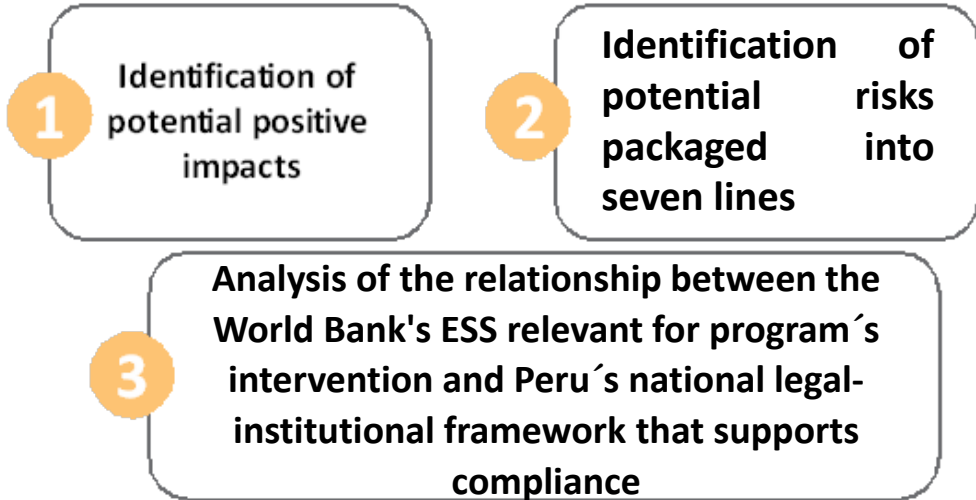 1
Identification of
potential positive
impacts
2
Identification of
potential risks
packaged into
seven lines
3
Analysis of the relationship between the
World Bank's ESS relevant for program´s
intervention and Peru´s national legal-
institutional framework that supports
compliance